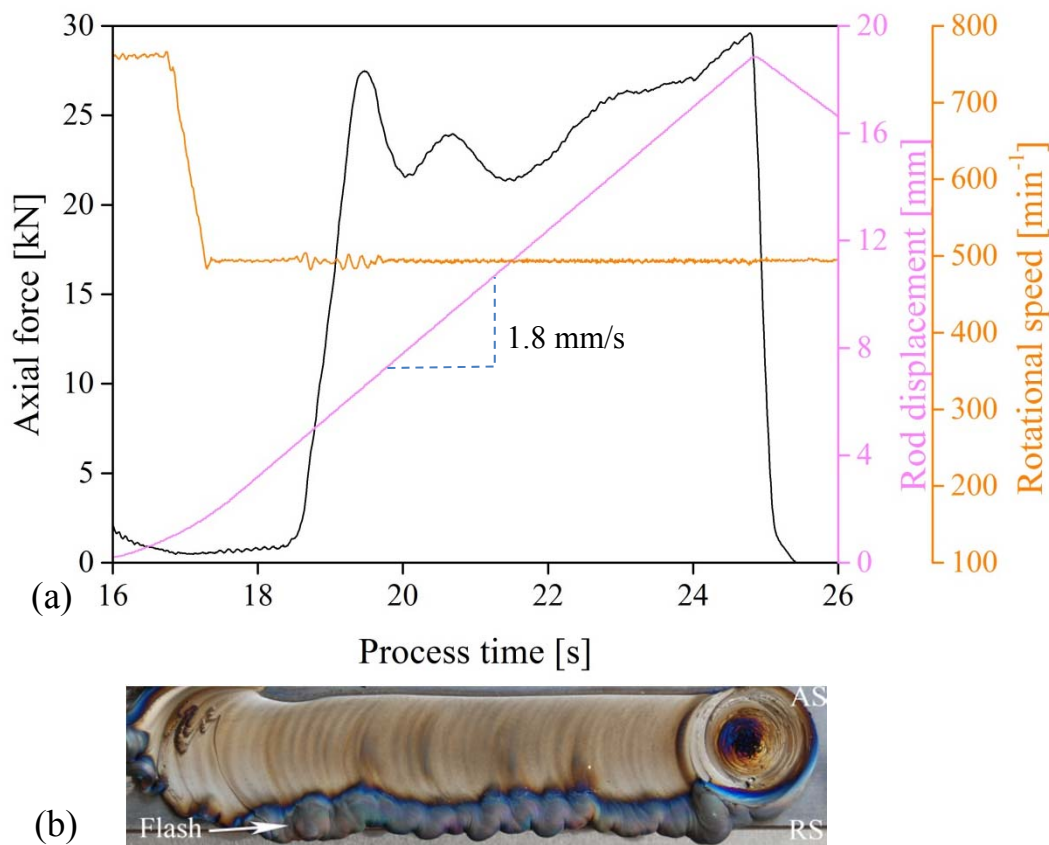 30
25
20
15
10
5
0
Axial force [kN]
16
18
20
22
24
26
Process time [s]
20
16
12
8
4
0
Rod displacement [mm]
800
700
600
500
400
300
200
100
Rotational speed [min⁻¹]
1.8 mm/s
(a)
AS
Flash
RS
(b)